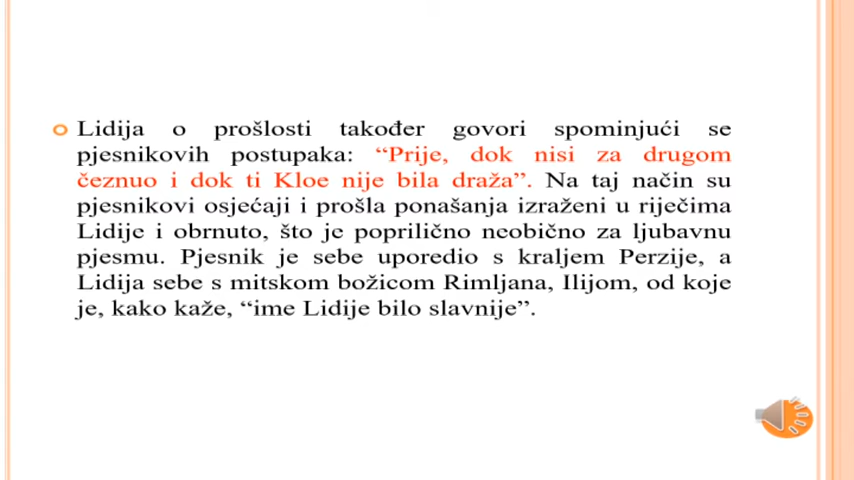 Lidija o prošlosti također govori spominjući se
pjesnikovih postupaka: “Prije, dok nisi za drugom
čeznuo i dok ti Kloe nije bila draža”. Na taj način su
pjesnikovi osjećaji i prošla ponašanja izraženi u riječima
Lidije i obrnuto, što je poprilično neobično za ljubavnu
pjesmu. Pjesnik je sebe uporedio s kraljem Perzije, a
Lidija sebe s mitskom božicom Rimljana, Ilijom, od koje
je, kako kaže, “ime Lidije bilo slavnije”.